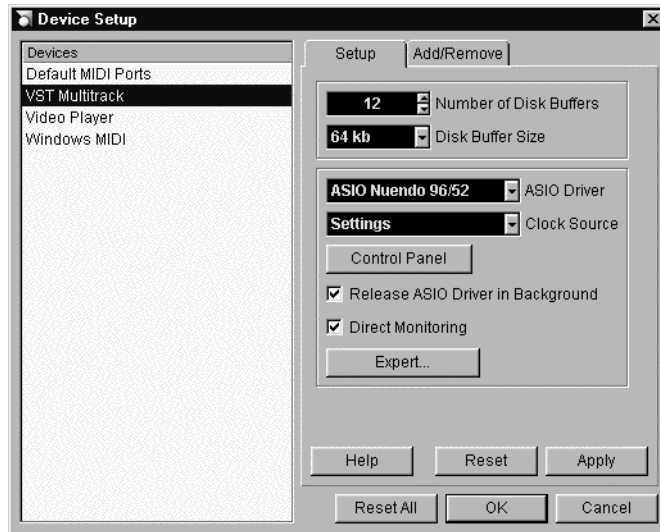 Device Setup
Devices
Default MIDI Ports
VST Multitrack
Video Player
Windows MIDI
Setup
Add/Remove
12
Number of Disk Buffers
64 kb
Disk Buffer Size
ASIO Nuendo 96/52
ASIO Driver
Settings
Clock Source
Control Panel
Release ASIO Driver in Background
Direct Monitoring
Expert...
Help
Reset
Apply
Reset All
OK
Cancel